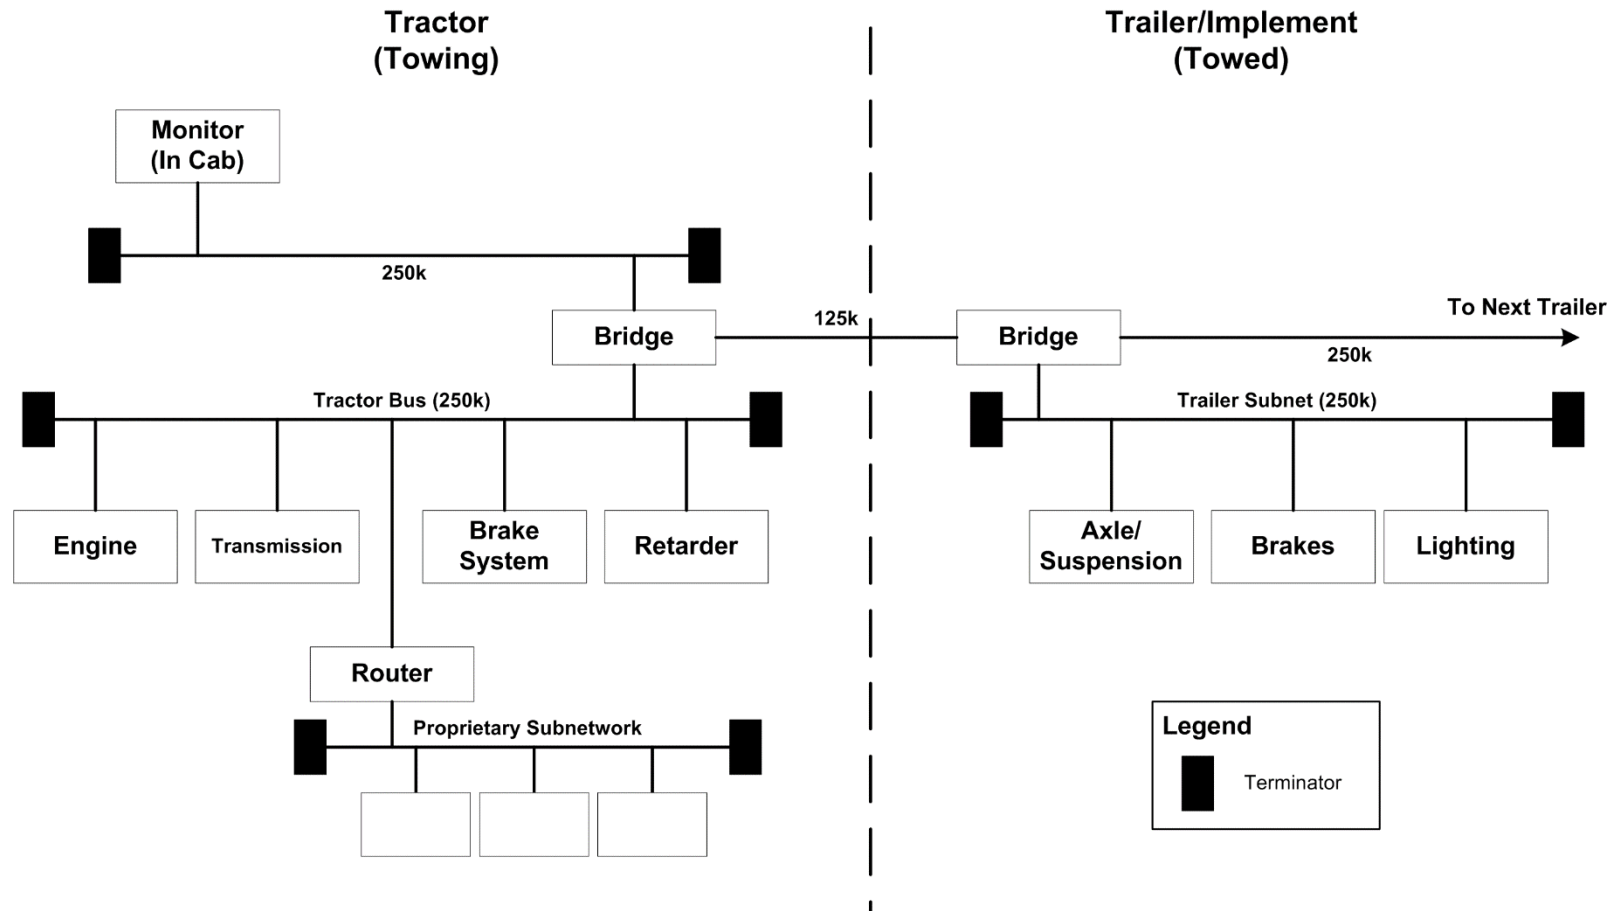 Tractor
(Towing)
Trailer/Implement
(Towed)
Monitor
(In Cab)
250k
Bridge
125k
Bridge
To Next Trailer
250k
Tractor Bus (250k)
Trailer Subnet (250k)
Engine
Transmission
Brake
System
Retarder
Axle/
Suspension
Brakes
Lighting
Router
Proprietary Subnetwork
Legend
Terminator